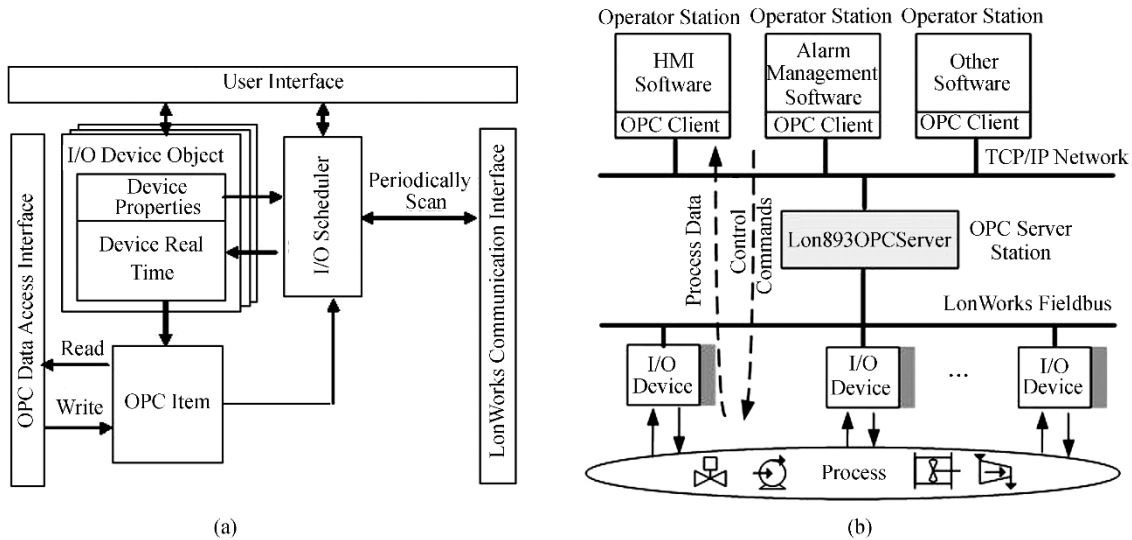 User Interface
OPC Data Access Interface
I/O Device Object
Device
Properties
Device Real
Time
I/O Scheduler
Periodically
Scan
LonWorks Communication Interface
Read
Write
OPC Item
(a)
Operator Station
Operator Station
Operator Station
HMI
Software
OPC Client
Alarm
Management
Software
OPC Client
Other
Software
OPC Client
TCP/IP Network
Process Data
Control
Commands
Lon893OPCServer
OPC Server
Station
LonWorks Fieldbus
I/O
Device
I/O
Device
...
I/O
Device
Process
(b)